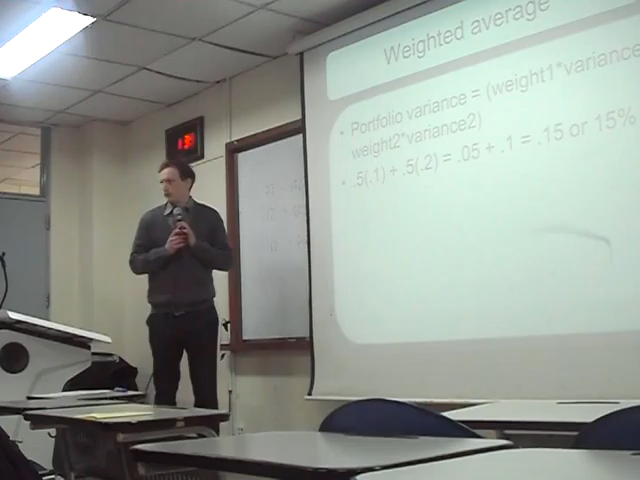 Weighted average
• Portfolio variance = (weight1*variance
weight2*variance2)
• .5(.1) + .5(.2) = .05 + .1 = .15 or 15%